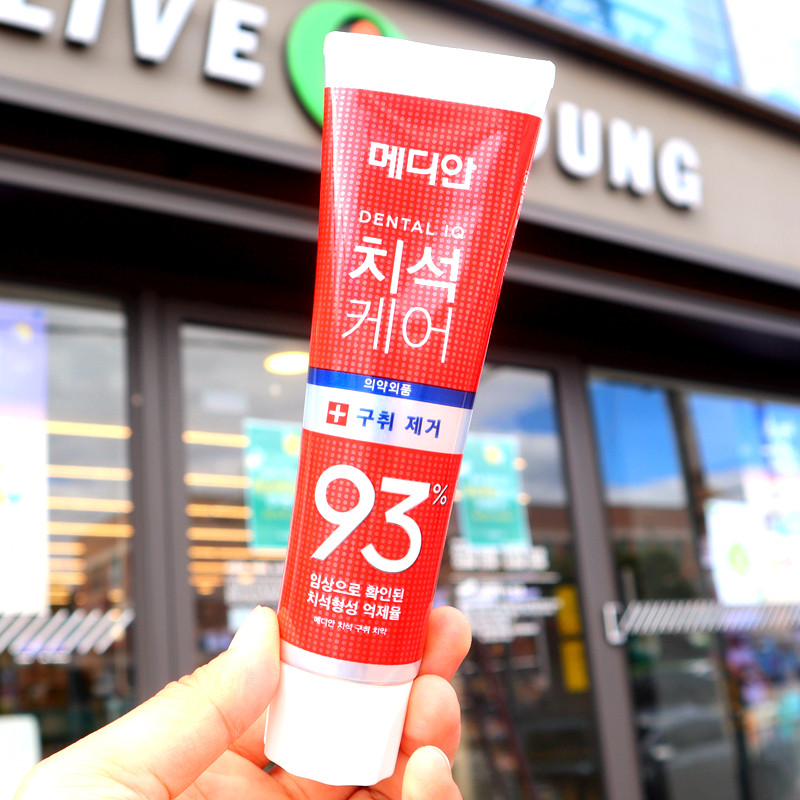 LIVE YOUNG
메디안
DENTAL IQ
치석
케어
의약외품
구취 제거
93%
임상으로 확인된
치석형성 억제율
메디안 치석 구취 치약